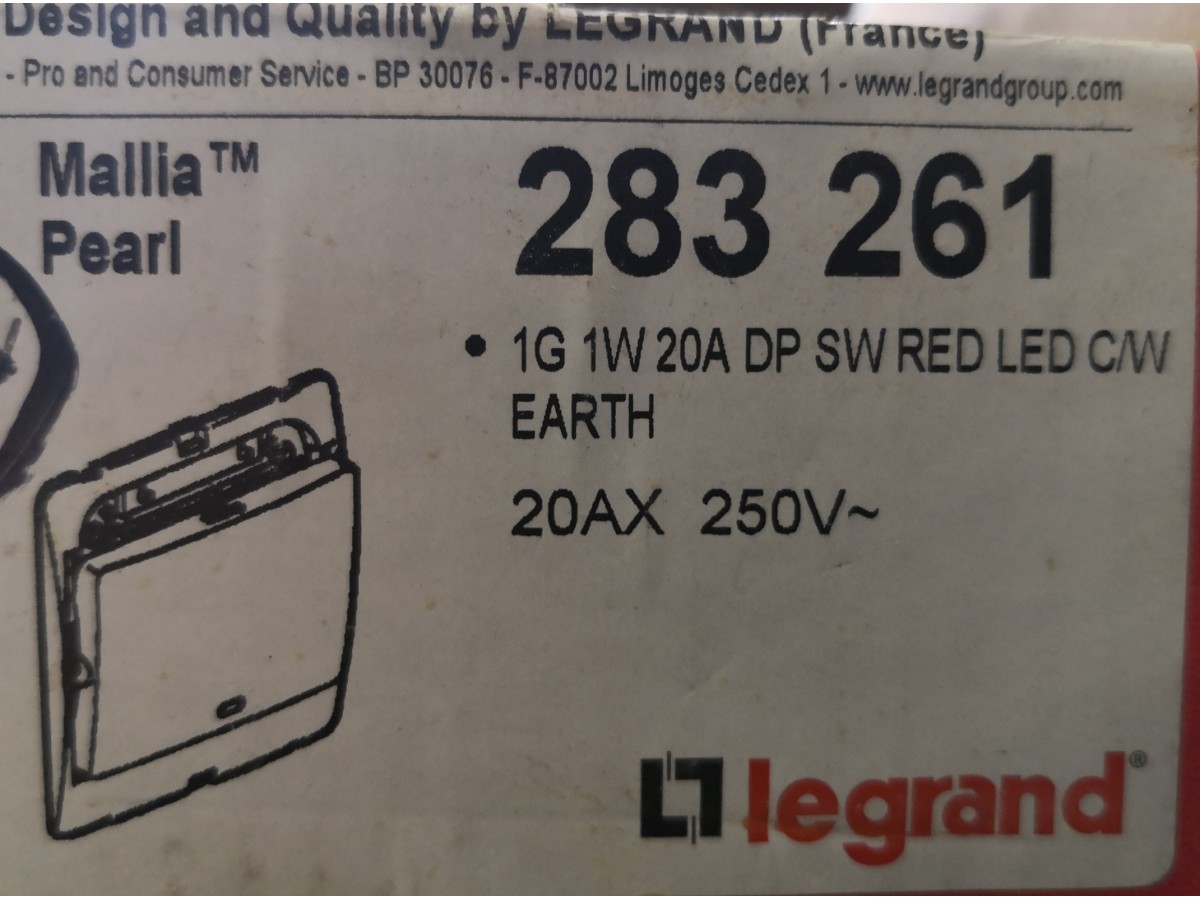 Design and Quality by LEGRAND (France)
- Pro and Consumer Service - BP 30076 - F-87002 Limoges Cedex 1 - www.legrandgroup.com
Mallia™
Pearl
283 261
• 1G 1W 20A DP SW RED LED C/W
EARTH
20AX 250V~
legrand®